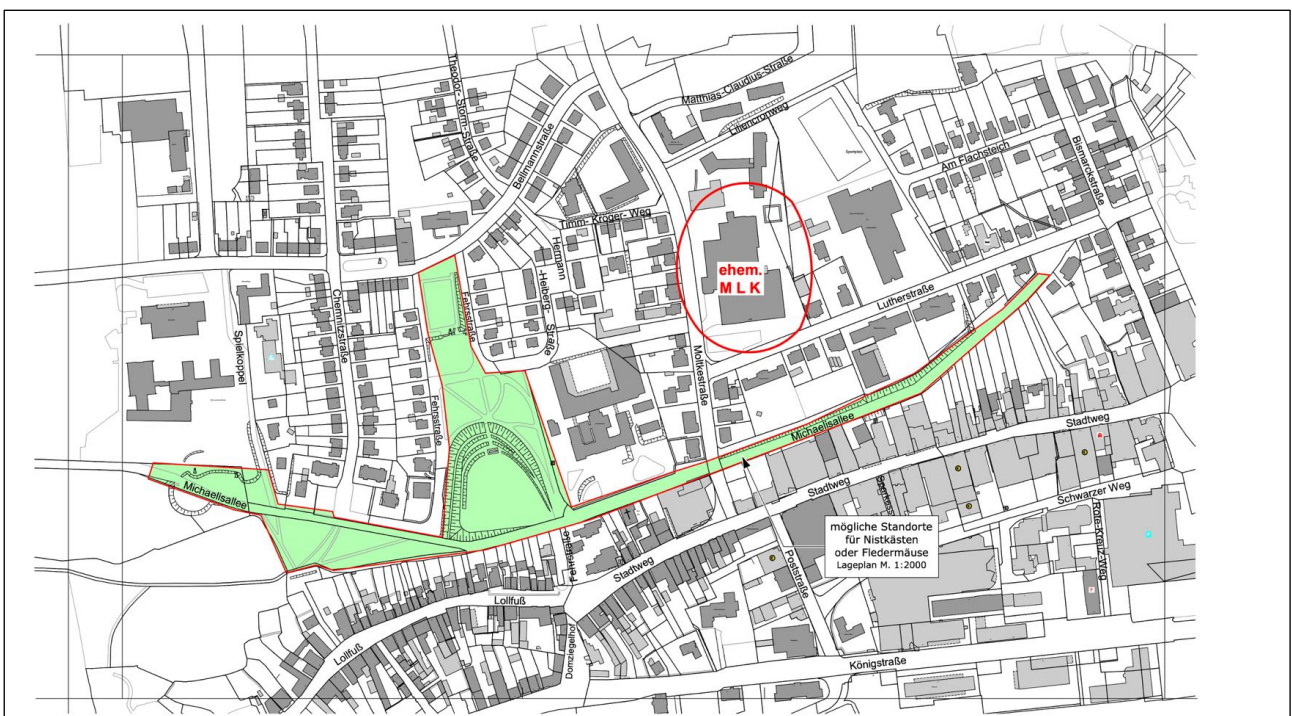 Theodor- Storm-Straße
Matthias-Claudius-Straße
Liliencronweg
Bellmannstraße
Sportplatz
Am Flachsteich
Bismarckstraße
Timm- Kröger- Weg
Hermann
-Heiberg-
Straße
ehem.
M L K
Lutherstraße
Fehrsstraße
Chemnitzstraße
Spielkoppel
Moltkestraße
Fehrsstraße
Michaelisallee
Stadtweg
Michaelisallee
Stadtweg
Schwarzer Weg
Rote-Kreuz-Weg
mögliche Standorte
für Nistkästen
oder Fledermäuse
Lageplan M. 1:2000
Poststraße
Stadtweg
Lollfuß
Lollfuß
Domziegelhof
Königstraße